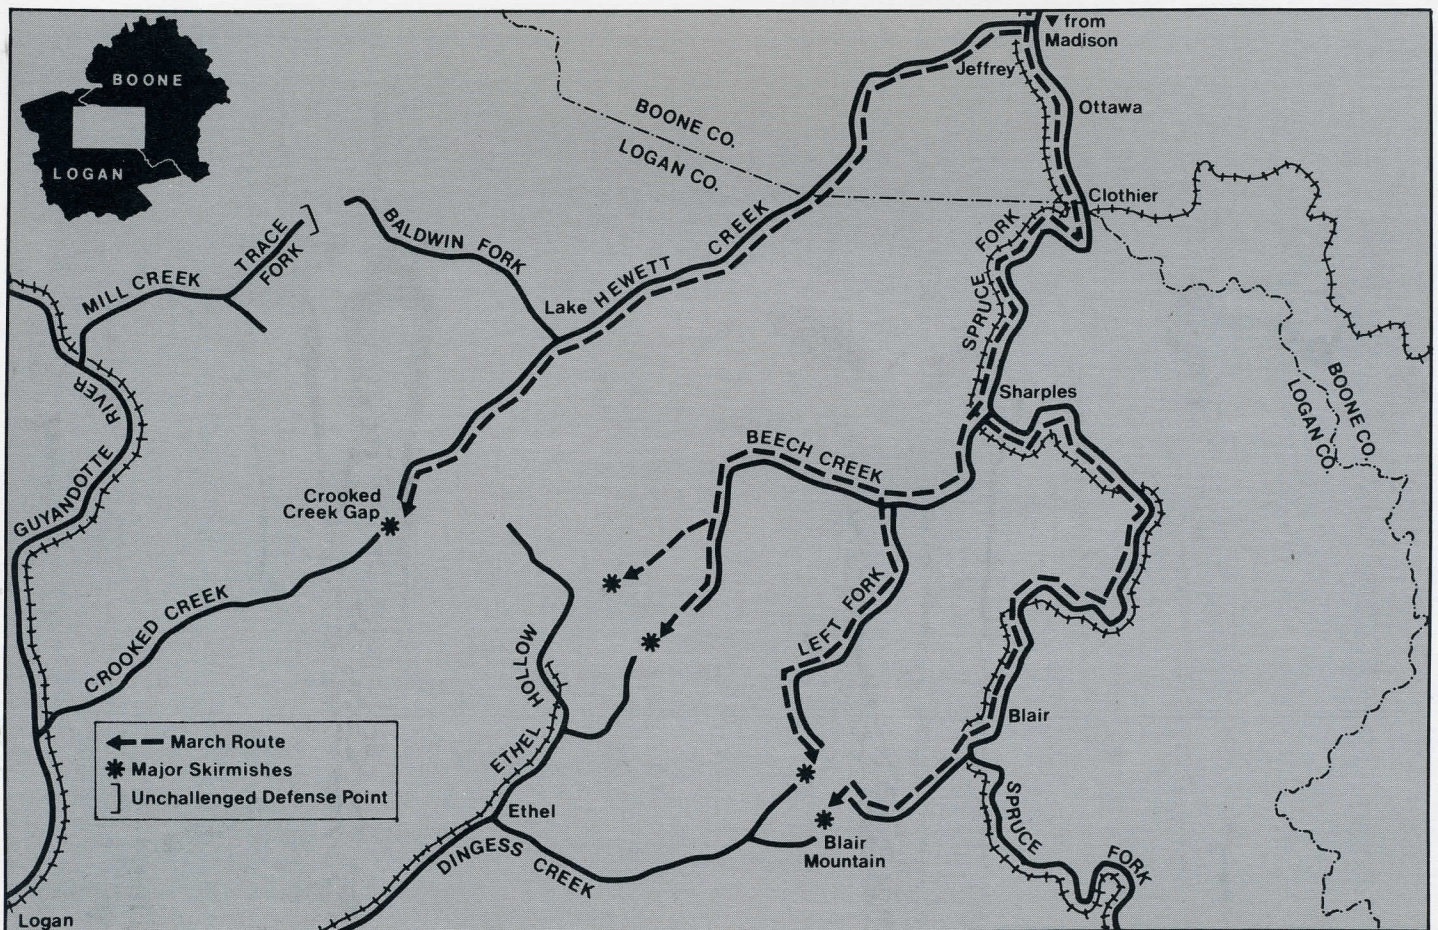 BOONE
LOGAN
▼ from
Madison
Jeffrey
Ottawa
BOONE CO.
LOGAN CO.
Clothier
TRACE
FORK
BALDWIN FORK
MILL CREEK
Lake
HEWETT CREEK
SPRUCE FORK
GUYANDOTTE RIVER
Sharples
BOONE CO.
LOGAN CO.
BEECH CREEK
Crooked
Creek Gap
CROOKED CREEK
LEFT FORK
ETHEL HOLLOW
Blair
March Route
Major Skirmishes
Unchallenged Defense Point
Ethel
DINGESS CREEK
Blair
Mountain
SPRUCE FORK
Logan